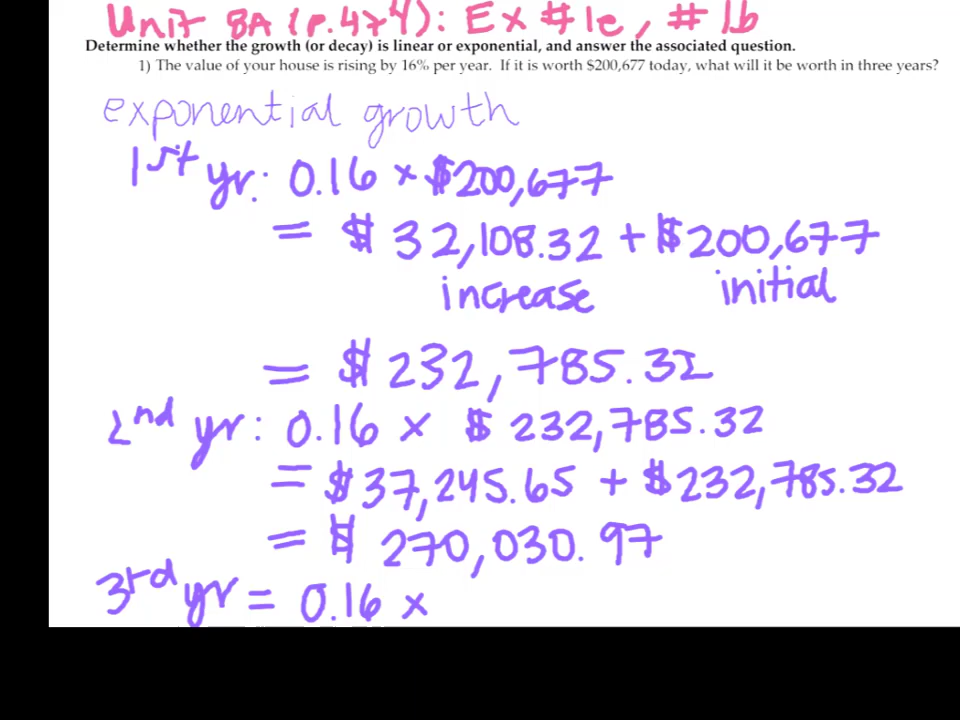 Unit 8A (p.474): Ex #1e, #1b
Determine whether the growth (or decay) is linear or exponential, and answer the associated question.
1) The value of your house is rising by 16% per year. If it is worth $200,677 today, what will it be worth in three years?
exponential growth
1st yr: 0.16 × $200,677
= $32,108.32 + $200,677
increase initial
= $232,785.32
2nd yr: 0.16 × $232,785.32
= $37,245.65 + $232,785.32
= $270,030.97
3rd yr = 0.16 ×